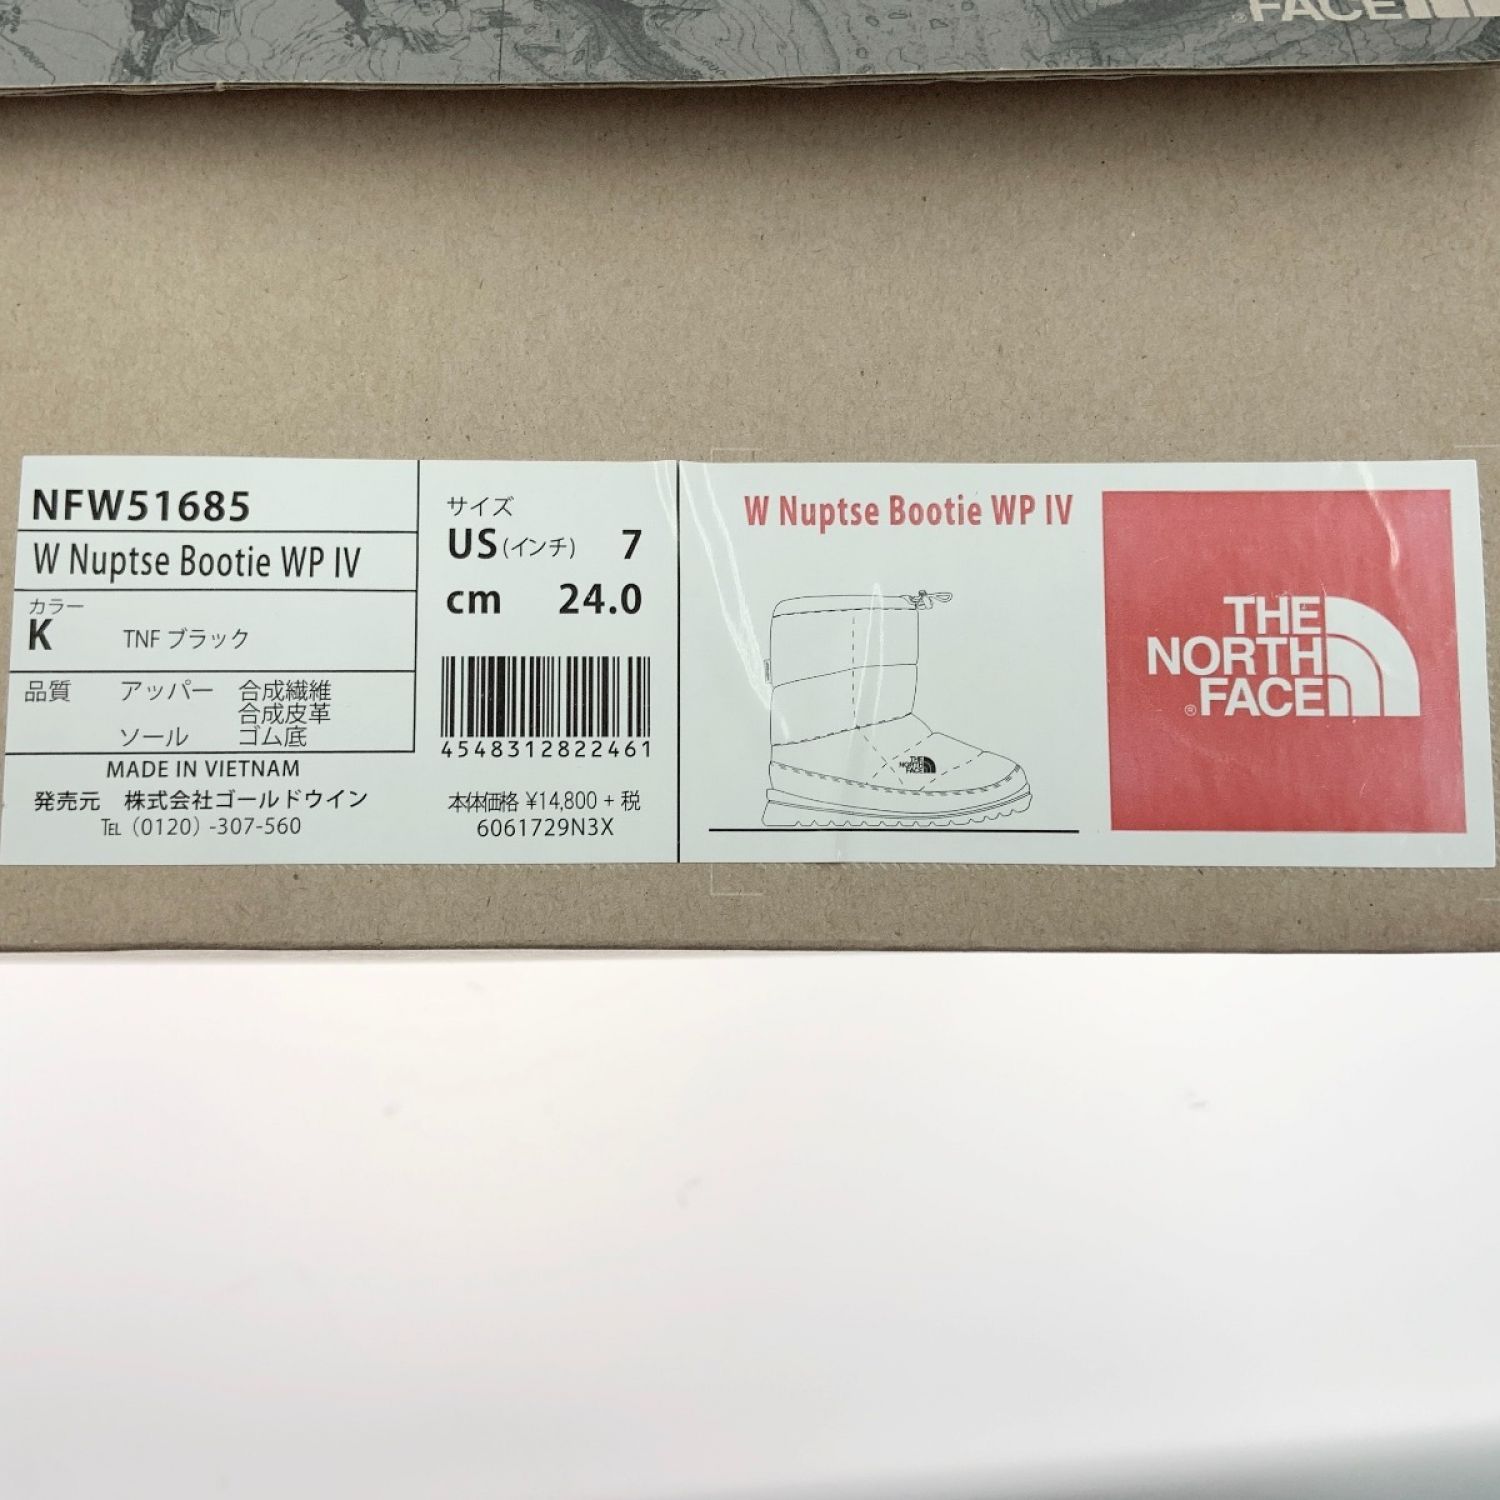 FACE
NFW51685
W Nuptse Bootie WP IV
カラー
K TNF ブラック
品質 アッパー 合成繊維
合成皮革
ソール ゴム底
MADE IN VIETNAM
発売元 株式会社ゴールドウイン
TEL (0120) -307-560
サイズ
US (インチ) 7
cm 24.0
4548312822461
本体価格 ¥14,800 + 税
6061729N3X
W Nuptse Bootie WP IV
THE
NORTH
FACE
THE
NORTH
®FACE